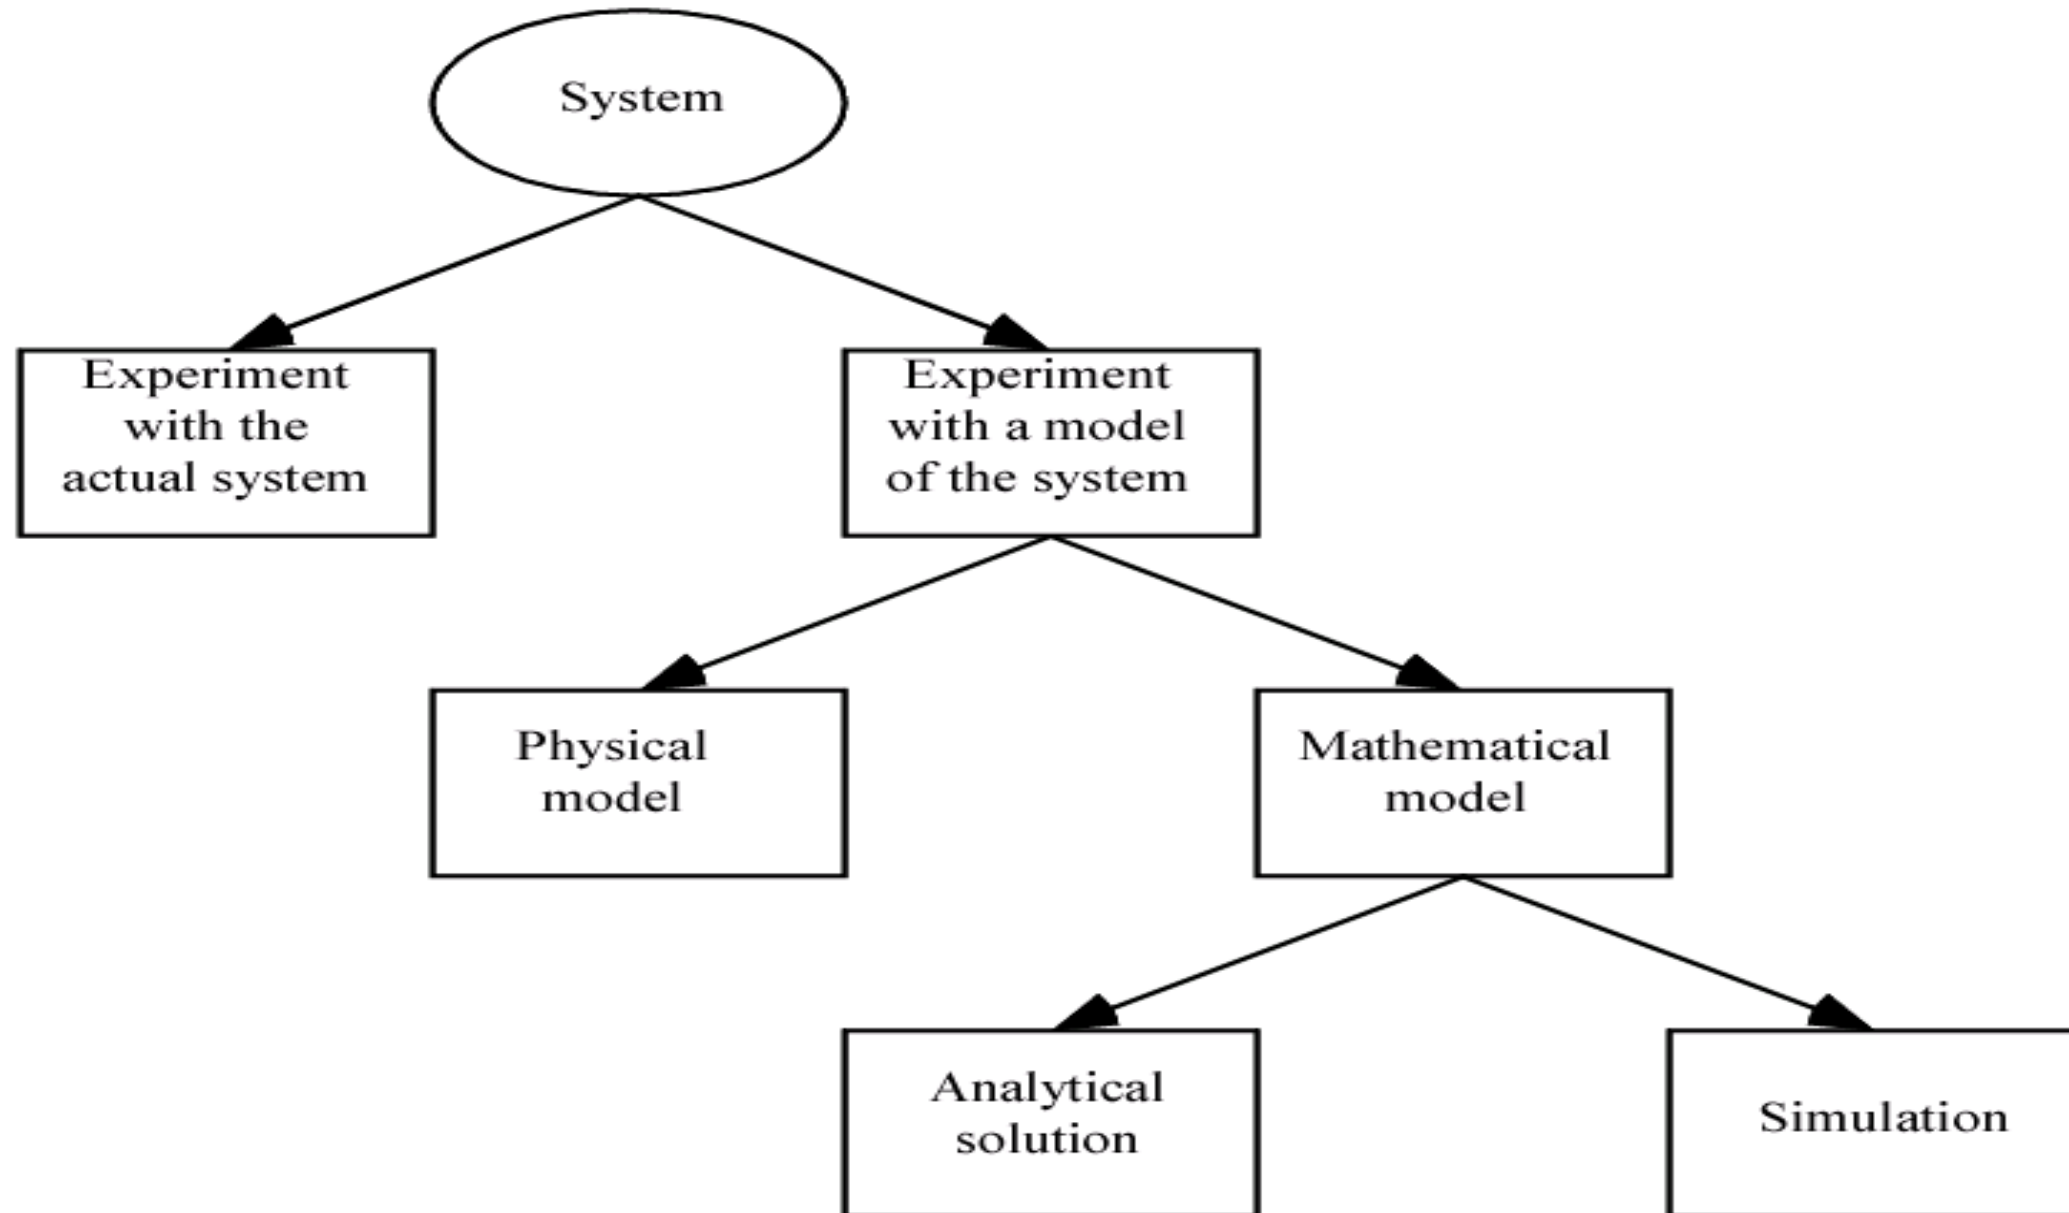 System
Experiment
with the
actual system
Experiment
with a model
of the system
Physical
model
Mathematical
model
Analytical
solution
Simulation